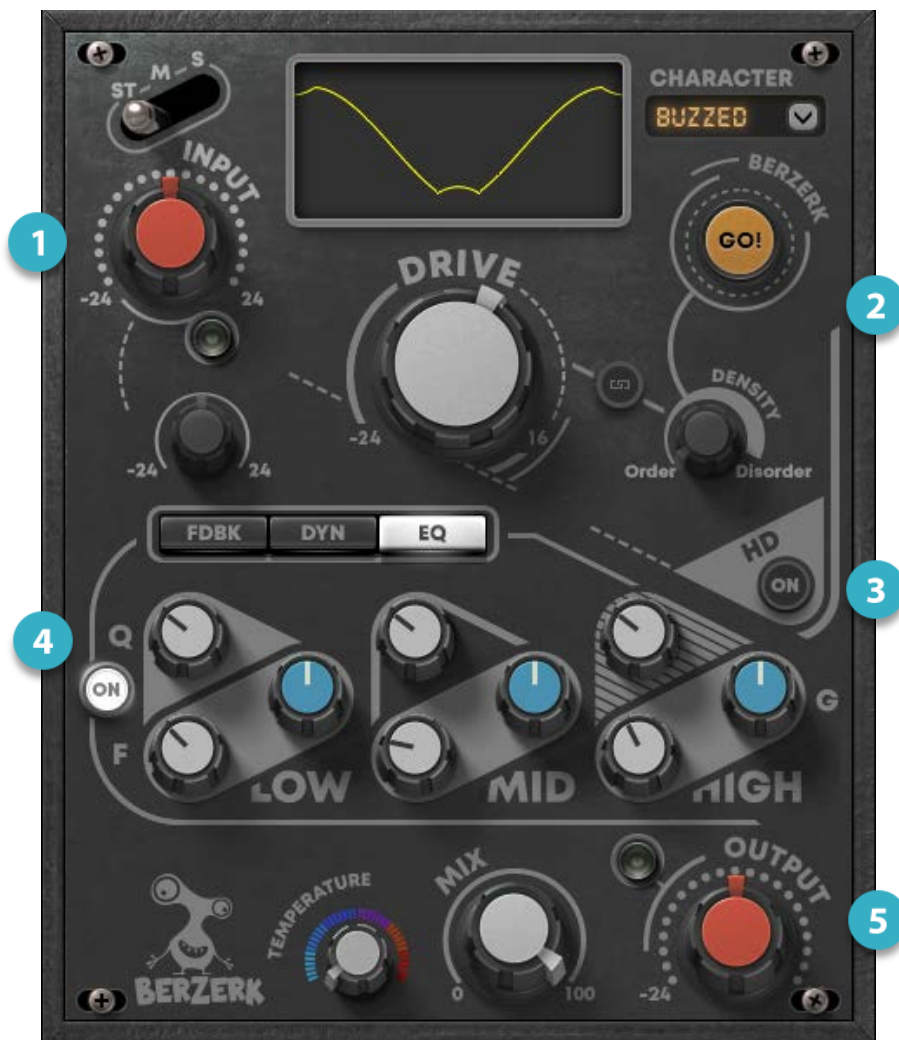 ST M S
CHARACTER
BUZZED
INPUT
BERZERK
GO!
1
-24 24
2
DRIVE
-24 16
DENSITY
Order Disorder
-24 24
FDBK DYN EQ
HD
ON
3
4
Q
ON
G
F
LOW MID HIGH
OUTPUT
MIX
TEMPERATURE
5
BERZERK
0 100
-24